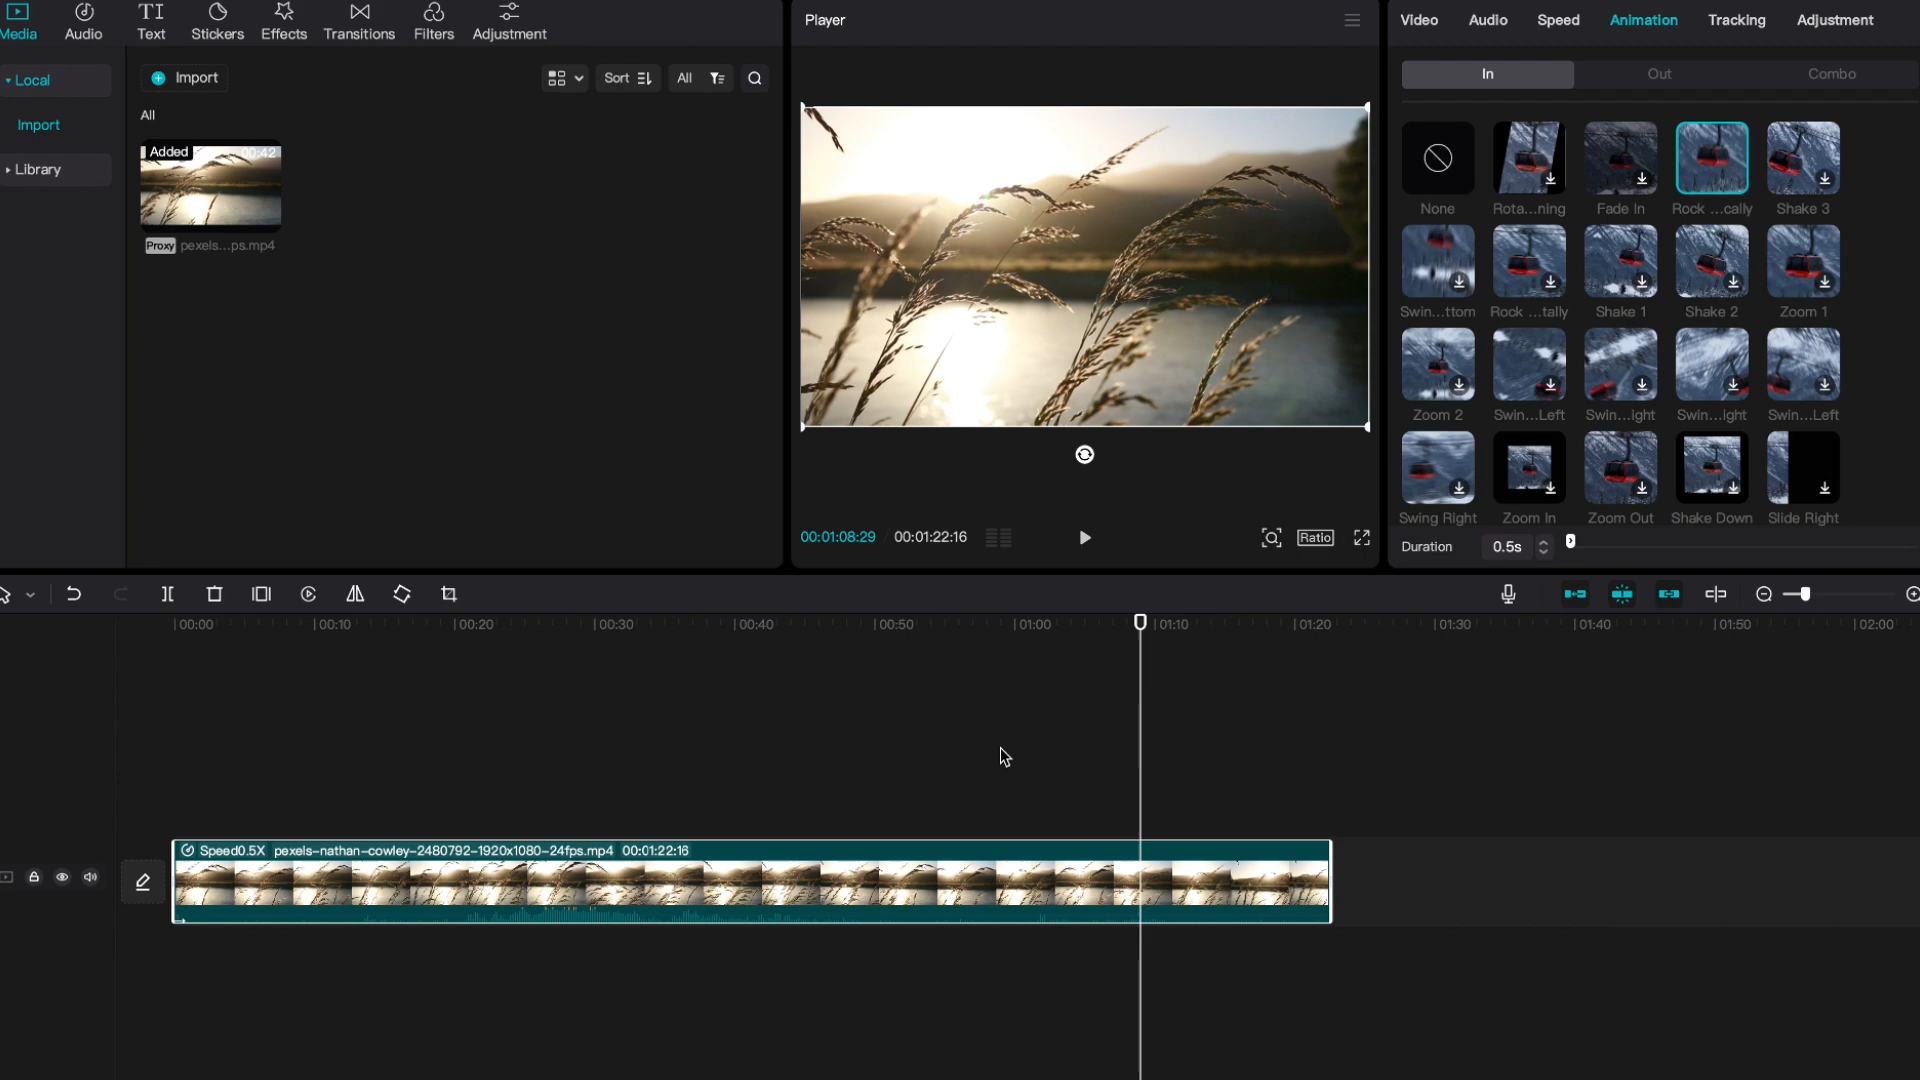 Media Audio Text Stickers Effects Transitions Filters Adjustment
Local
Import
Library
Import
Sort
All
All
Added 00:42
Proxy pexels...ps.mp4
Player
00:01:08:29 / 00:01:22:16
Ratio
Video Audio Speed Animation Tracking Adjustment
In Out Combo
None Rota...ning Fade In Rock ...cally Shake 3
Swin...ttom Rock ...tally Shake 1 Shake 2 Zoom 1
Zoom 2 Swin...Left Swin...ight Swin...ight Swin...Left
Swing Right Zoom In Zoom Out Shake Down Slide Right
Duration 0.5s
00:00 00:10 00:20 00:30 00:40 00:50 01:00 01:10 01:20 01:30 01:40 01:50 02:00
Speed0.5X pexels-nathan-cowley-2480792-1920x1080-24fps.mp4 00:01:22:16